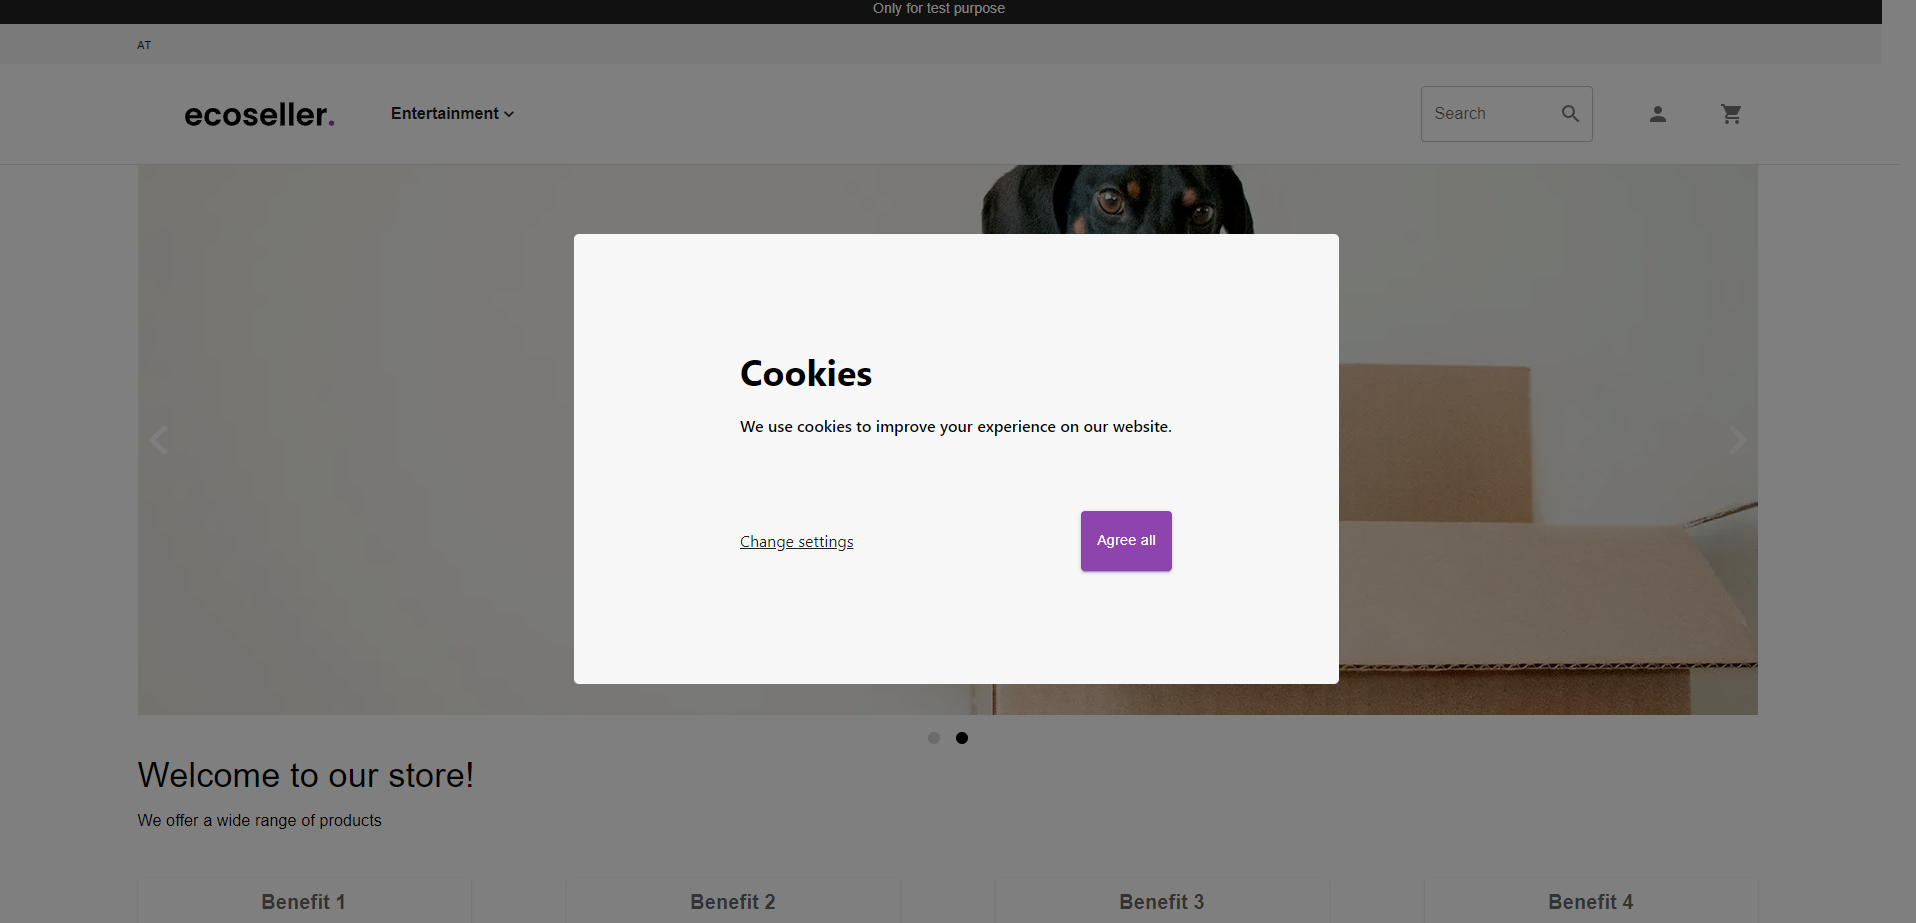 Only for test purpose
AT
ecoseller.
Entertainment
Search
Cookies
We use cookies to improve your experience on our website.
Change settings
Agree all
Welcome to our store!
We offer a wide range of products
Benefit 1
Benefit 2
Benefit 3
Benefit 4